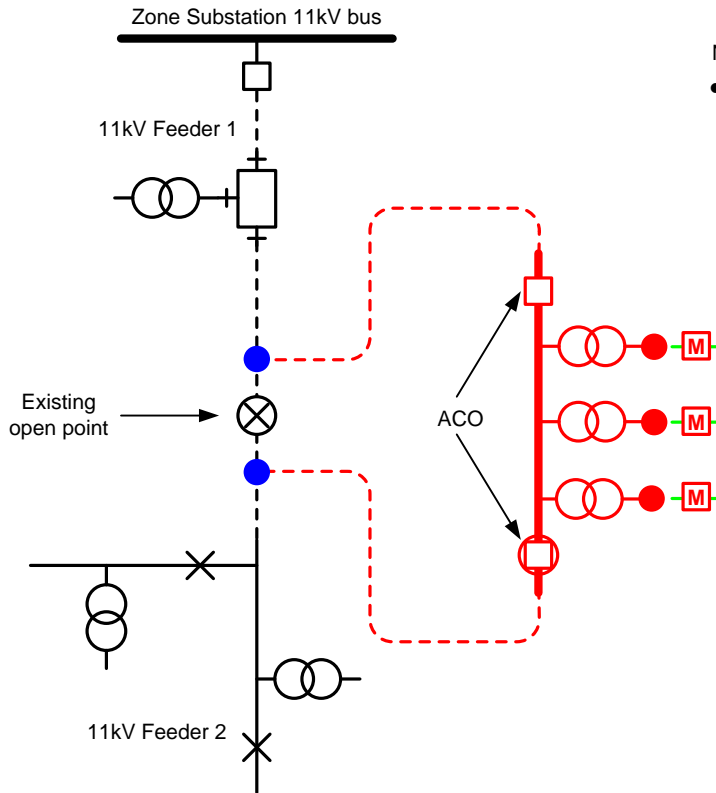 Zone Substation 11kV bus
11kV Feeder 1
Existing
open point
ACO
M
M
M
11kV Feeder 2